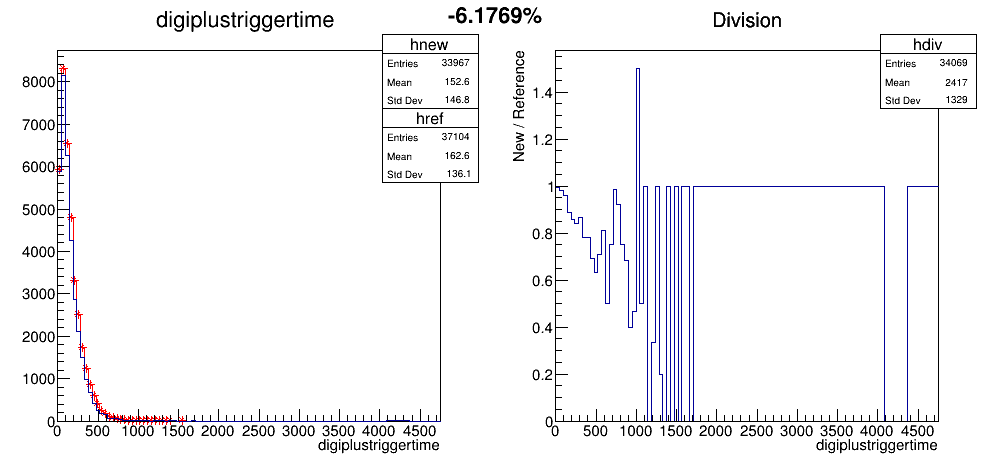 digiplustriggertime
-6.1769%
Division
hnew
Entries 33967
Mean 152.6
Std Dev 146.8
href
Entries 37104
Mean 162.6
Std Dev 136.1
8000
7000
6000
5000
4000
3000
2000
1000
0
0 500 1000 1500 2000 2500 3000 3500 4000 4500
digiplustriggertime
hdiv
Entries 34069
Mean 2417
Std Dev 1329
New / Reference
1.4
1.2
1
0.8
0.6
0.4
0.2
0
0 500 1000 1500 2000 2500 3000 3500 4000 4500
digiplustriggertime